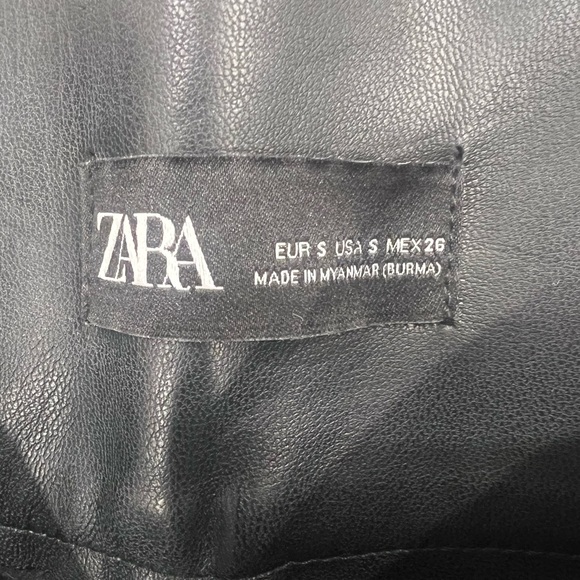 ZARA
EUR S USA S MEX 26
MADE IN MYANMAR (BURMA)